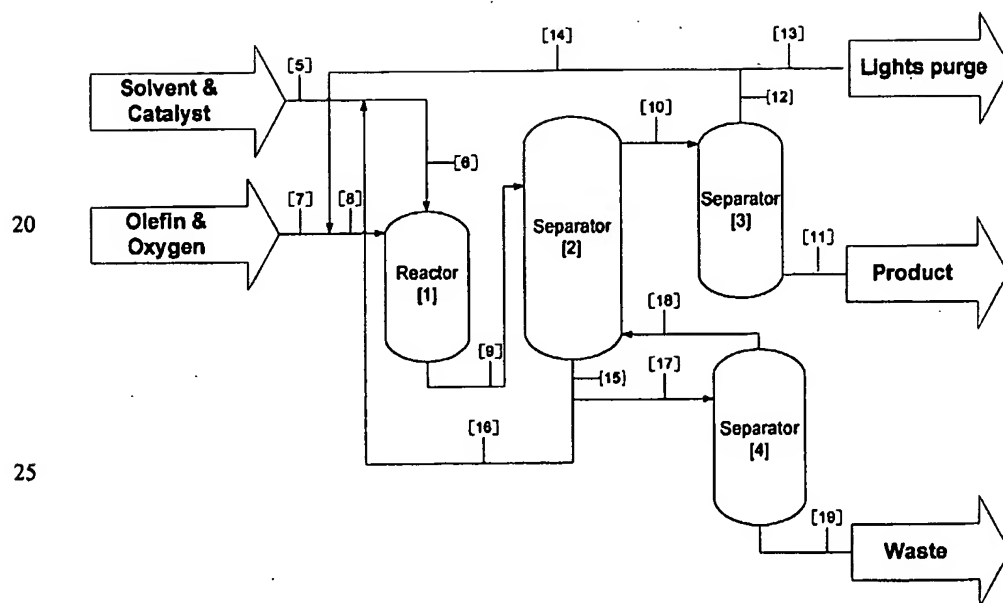 [14]
[13]
[5]
Solvent &
Catalyst
Lights purge
[12]
[10]
[6]
[7]
[8]
20
Olefin &
Oxygen
Separator
[2]
Separator
[3]
Reactor
[1]
[11]
Product
[18]
[9]
[15]
[17]
[16]
Separator
[4]
25
[19]
Waste